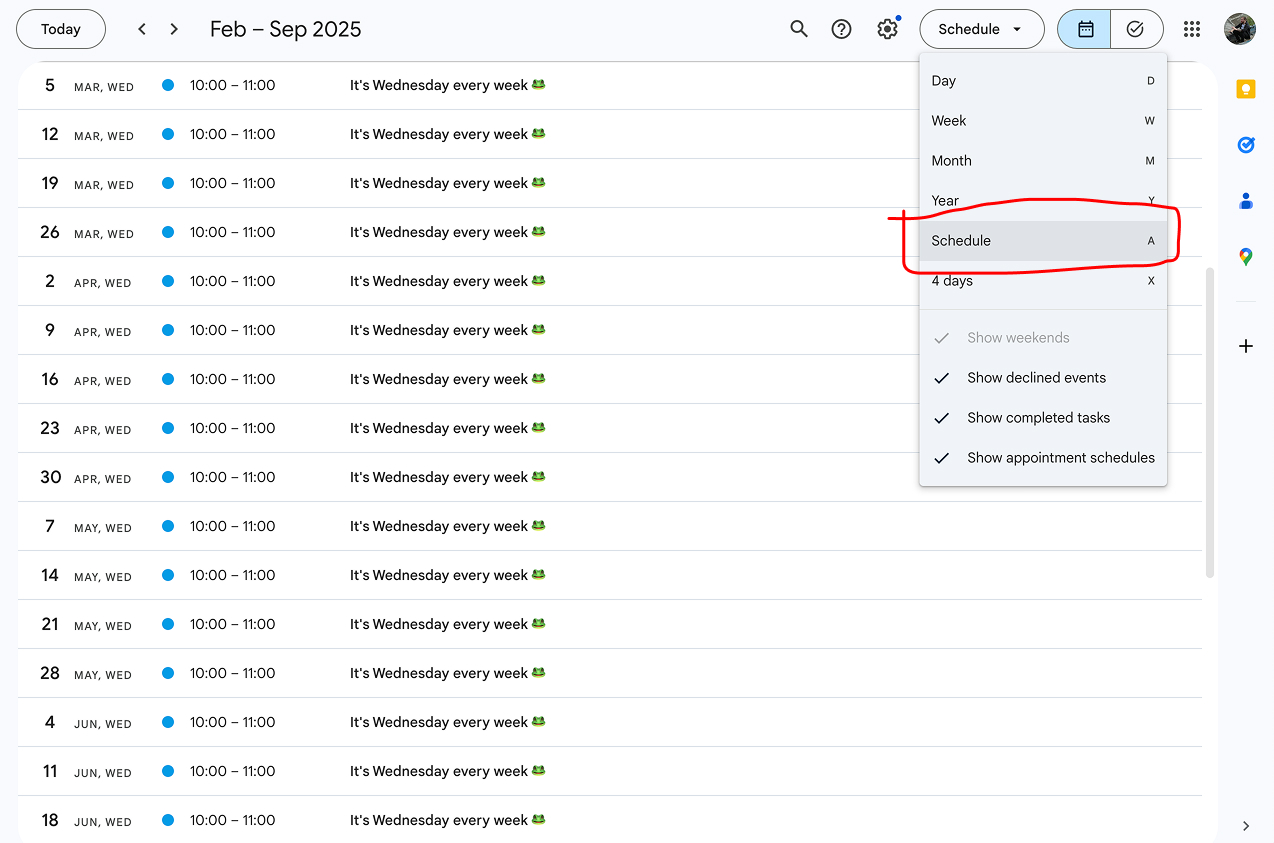 Today
Feb – Sep 2025
Schedule
5 MAR, WED 10:00 – 11:00 It's Wednesday every week 🐸
12 MAR, WED 10:00 – 11:00 It's Wednesday every week 🐸
19 MAR, WED 10:00 – 11:00 It's Wednesday every week 🐸
26 MAR, WED 10:00 – 11:00 It's Wednesday every week 🐸
2 APR, WED 10:00 – 11:00 It's Wednesday every week 🐸
9 APR, WED 10:00 – 11:00 It's Wednesday every week 🐸
16 APR, WED 10:00 – 11:00 It's Wednesday every week 🐸
23 APR, WED 10:00 – 11:00 It's Wednesday every week 🐸
30 APR, WED 10:00 – 11:00 It's Wednesday every week 🐸
7 MAY, WED 10:00 – 11:00 It's Wednesday every week 🐸
14 MAY, WED 10:00 – 11:00 It's Wednesday every week 🐸
21 MAY, WED 10:00 – 11:00 It's Wednesday every week 🐸
28 MAY, WED 10:00 – 11:00 It's Wednesday every week 🐸
4 JUN, WED 10:00 – 11:00 It's Wednesday every week 🐸
11 JUN, WED 10:00 – 11:00 It's Wednesday every week 🐸
18 JUN, WED 10:00 – 11:00 It's Wednesday every week 🐸
Day D
Week W
Month M
Year Y
Schedule A
4 days X
Show weekends
Show declined events
Show completed tasks
Show appointment schedules